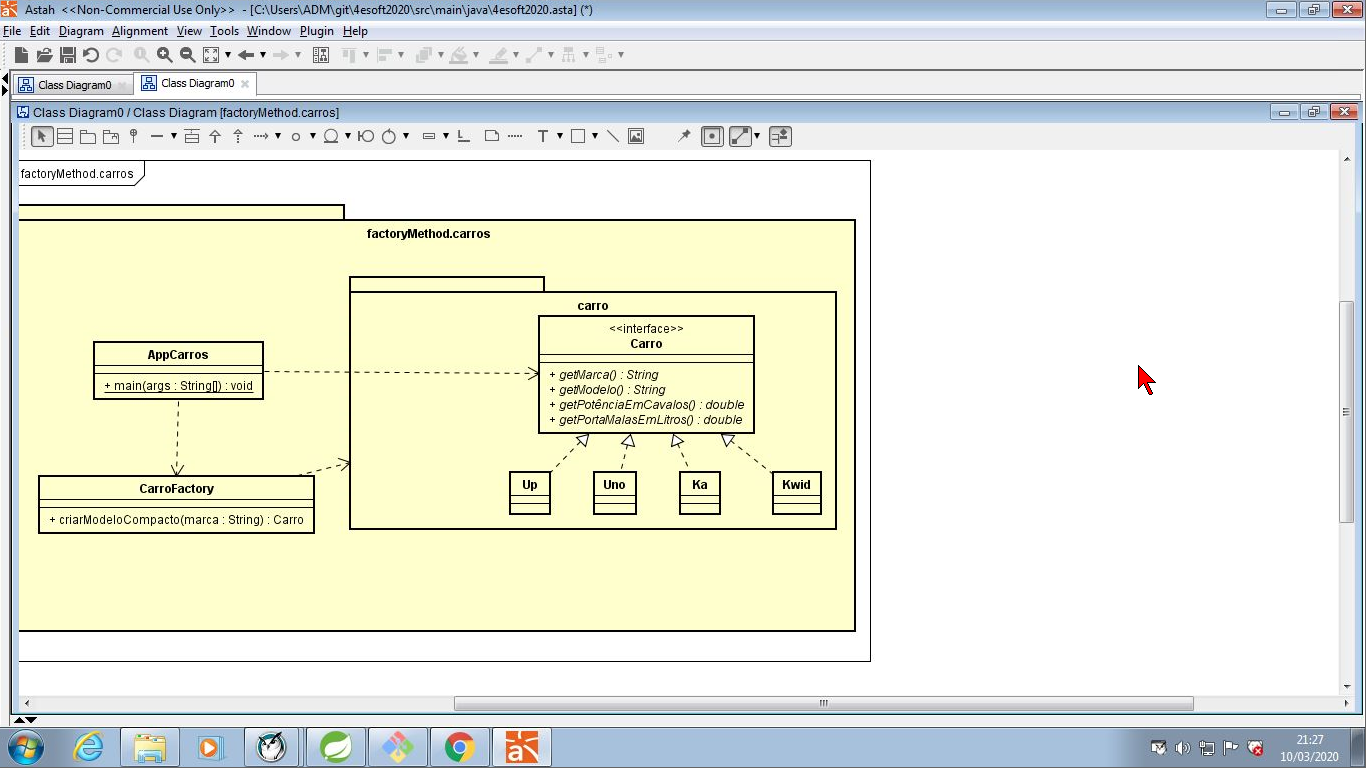 Astah <<Non-Commercial Use Only>> - [C:\Users\ADM\git\4esoft2020\src\main\java\4esoft2020.asta] (*)
File Edit Diagram Alignment View Tools Window Plugin Help
Class Diagram0 Class Diagram0
Class Diagram0 / Class Diagram [factoryMethod.carros]
factoryMethod.carros
factoryMethod.carros
carro
<<interface>>
Carro
+ getMarca() : String
+ getModelo() : String
+ getPotênciaEmCavalos() : double
+ getPortaMalasEmLitros() : double
AppCarros
+ main(args : String[]) : void
CarroFactory
+ criarModeloCompacto(marca : String) : Carro
Up Uno Ka Kwid
21:27
10/03/2020